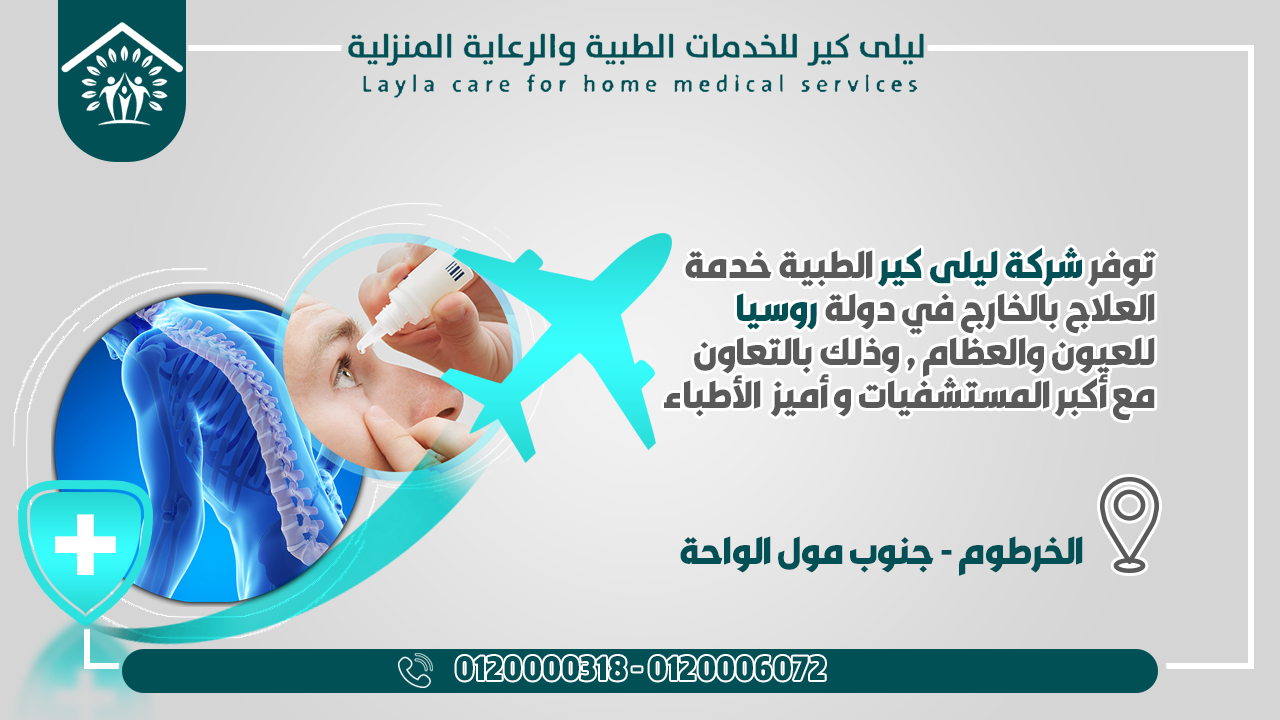 ليلى كير للخدمات الطبية والرعاية المنزلية
Layla care for home medical services
توفر شركة ليلى كير الطبية خدمة
العلاج بالخارج في دولة روسيا
للعيون والعظام , وذلك بالتعاون
مع أكبر المستشفيات و أميز الأطباء
الخرطوم - جنوب مول الواحة
0120000318 - 0120006072